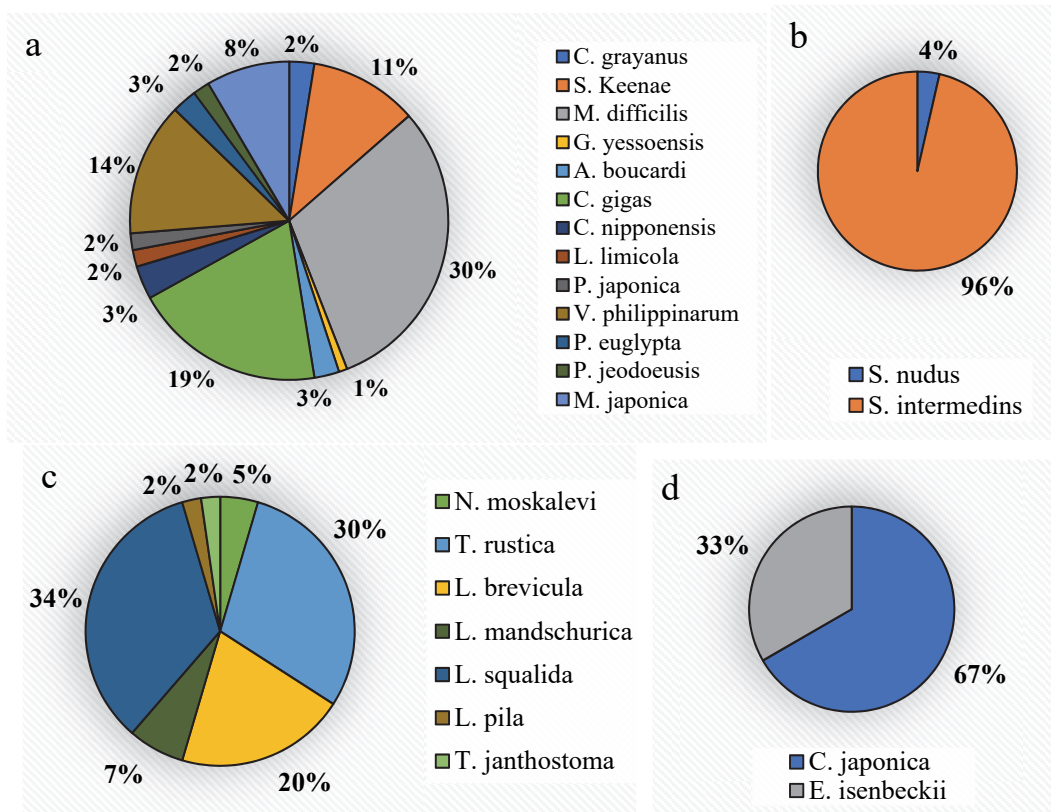 a
2%
11%
30%
1%
3%
19%
3%
2%
2%
14%
3%
2%
8%
C. grayanus
S. Keenae
M. difficilis
G. yessoensis
A. boucardi
C. gigas
C. nipponensis
L. limicola
P. japonica
V. philippinarum
P. euglypta
P. jeodoeusis
M. japonica
b
4%
96%
S. nudus
S. intermedins
c
5%
30%
20%
7%
34%
2%
2%
N. moskalevi
T. rustica
L. brevicula
L. mandschurica
L. squalida
L. pila
T. janthostoma
d
33%
67%
C. japonica
E. isenbeckii